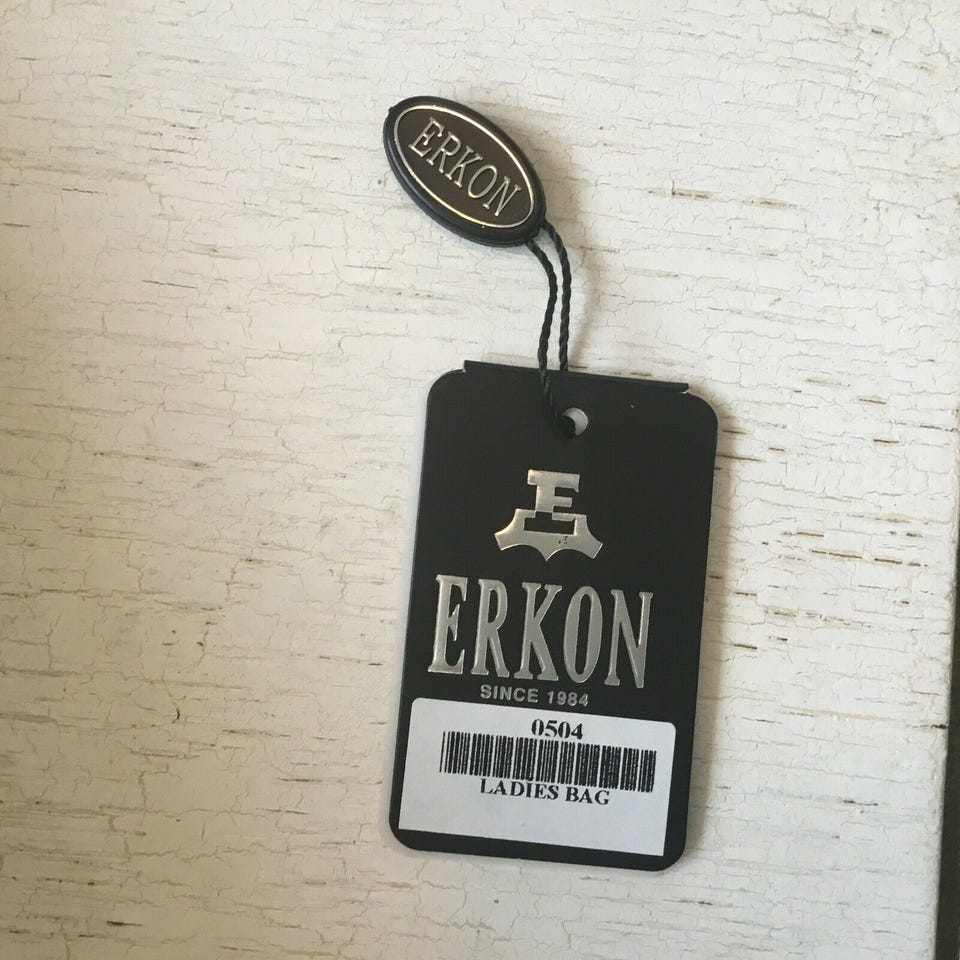 ERKON
E
ERKON
SINCE 1984
0504
LADIES BAG